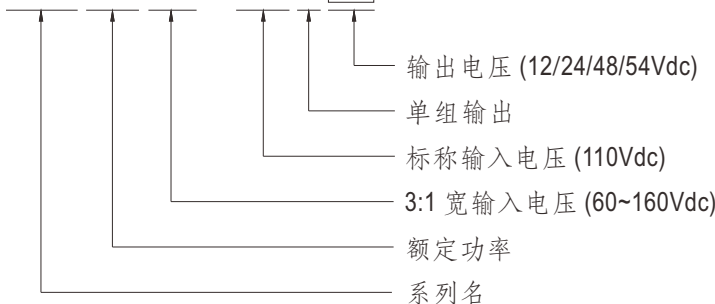 输出电压 (12/24/48/54Vdc)
单组输出
标称输入电压 (110Vdc)
3:1 宽输入电压 (60~160Vdc)
额定功率
系列名